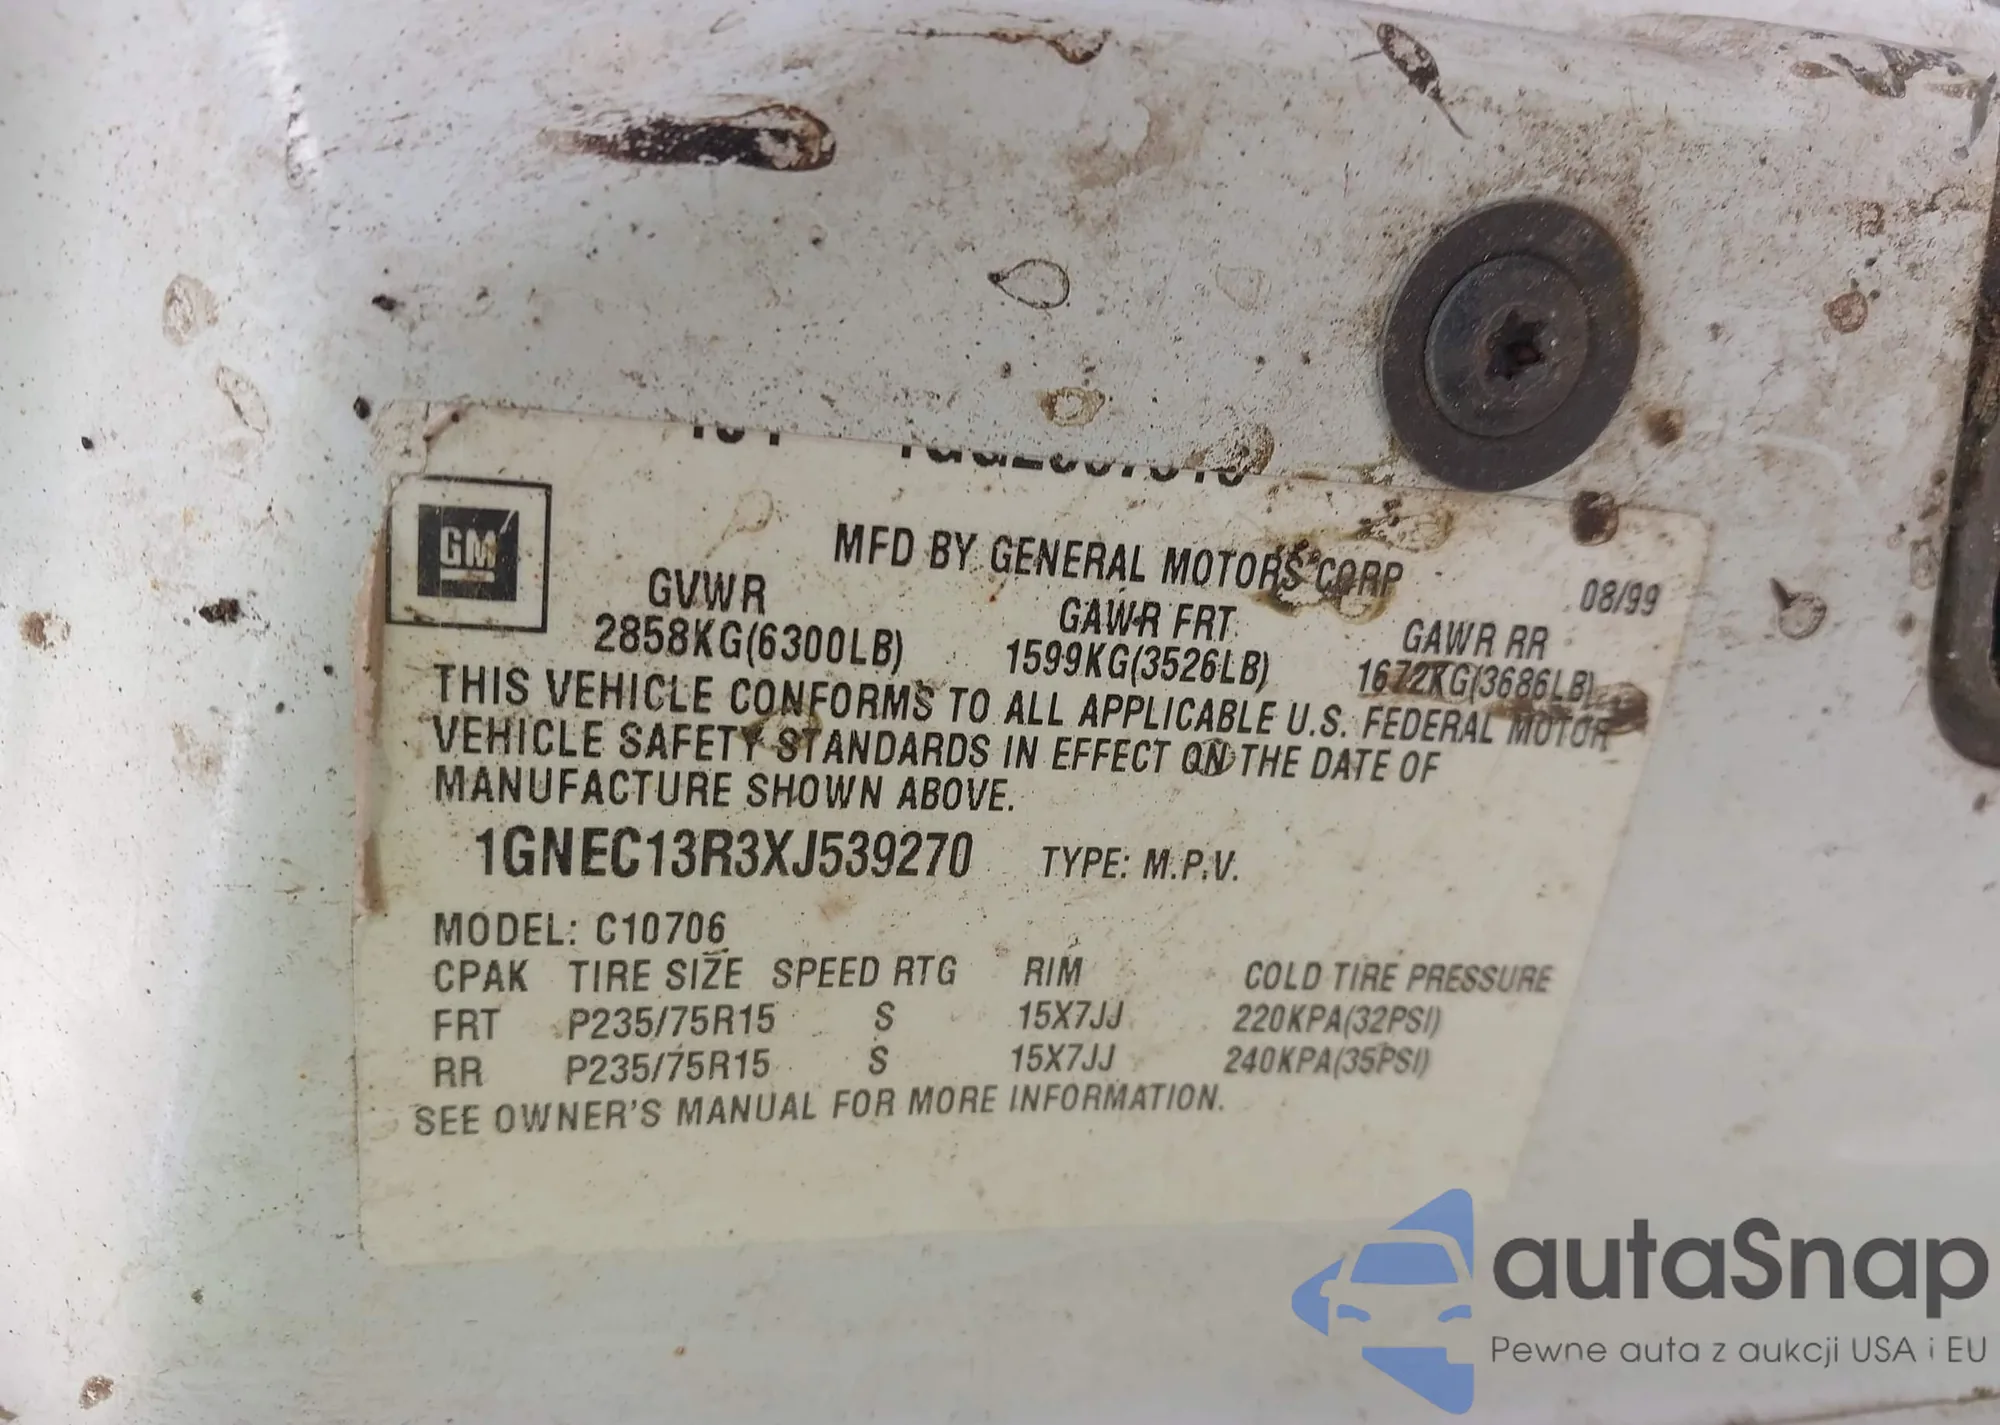 GM
MFD BY GENERAL MOTORS CORP
08/99
GVWR GAWR FRT GAWR RR
2858KG(6300LB) 1599KG(3526LB) 1672KG(3686LB)
THIS VEHICLE CONFORMS TO ALL APPLICABLE U.S. FEDERAL MOTOR
VEHICLE SAFETY STANDARDS IN EFFECT ON THE DATE OF
MANUFACTURE SHOWN ABOVE.
1GNEC13R3XJ539270 TYPE: M.P.V.
MODEL: C10706
CPAK TIRE SIZE SPEED RTG RIM COLD TIRE PRESSURE
FRT P235/75R15 S 15X7JJ 220KPA(32PSI)
RR P235/75R15 S 15X7JJ 240KPA(35PSI)
SEE OWNER'S MANUAL FOR MORE INFORMATION.
autaSnap
Pewne auta z aukcji USA i EU